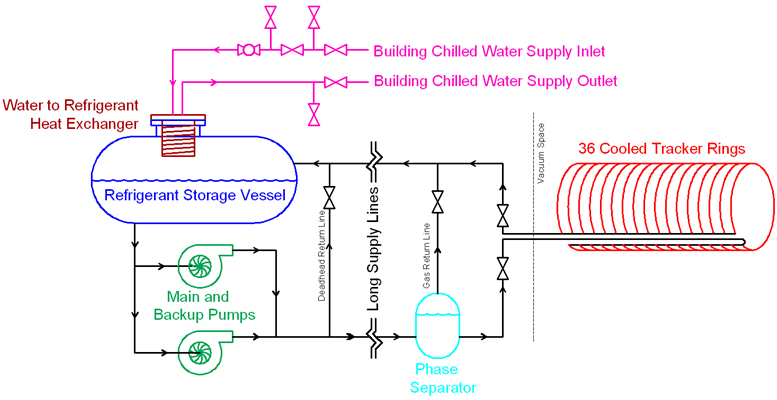 Building Chilled Water Supply Inlet
Building Chilled Water Supply Outlet
Water to Refrigerant
Heat Exchanger
Refrigerant Storage Vessel
Main and
Backup Pumps
Deadhead Return Line
Long Supply Lines
Gas Return Line
Phase
Separator
Vacuum Space
36 Cooled Tracker Rings